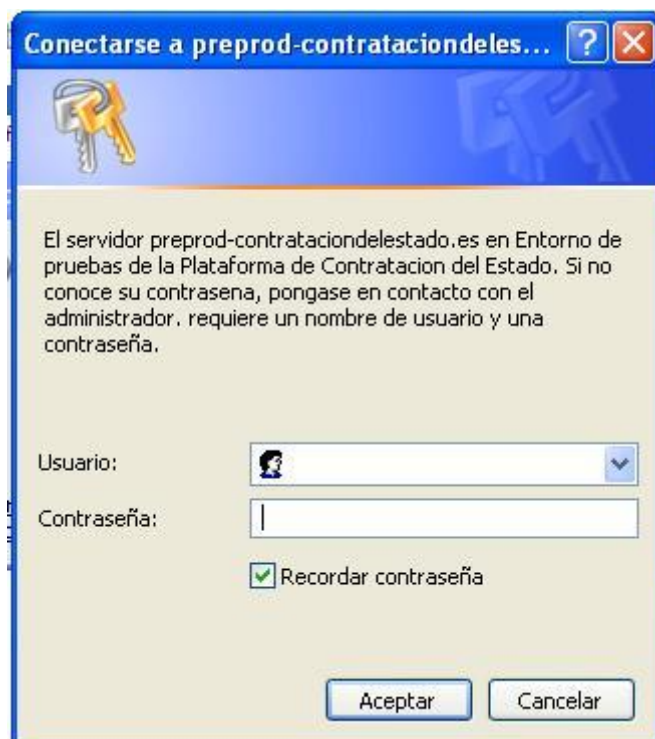 Conectarse a preprod-contrataciondeles...
El servidor preprod-contrataciondelestado.es en Entorno de
pruebas de la Plataforma de Contratacion del Estado. Si no
conoce su contrasena, pongase en contacto con el
administrador. requiere un nombre de usuario y una
contraseña.
Usuario:
Contraseña:
Recordar contraseña
Aceptar Cancelar